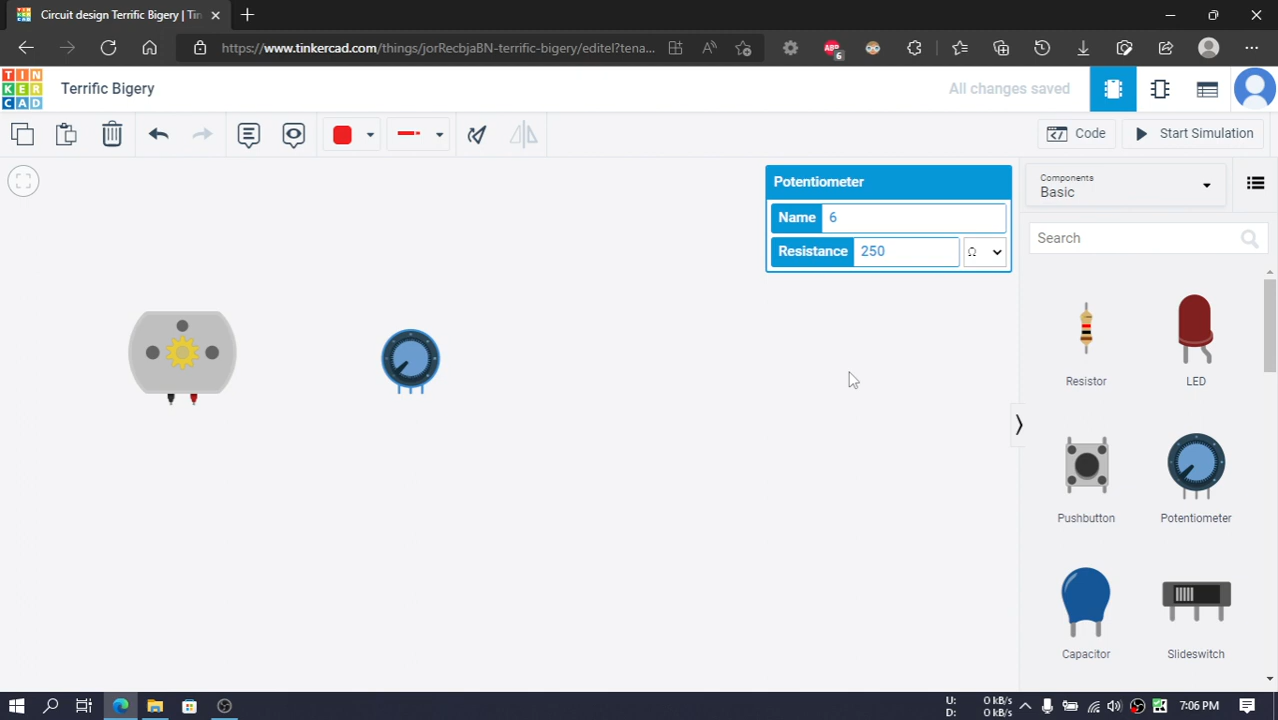 Circuit design Terrific Bigery | Tin
https://www.tinkercad.com/things/jorRecbjaBN-terrific-bigery/editel?tena...
6
TIN
KER
CAD
Terrific Bigery
All changes saved
Code
Start Simulation
Potentiometer
Name 6
Resistance 250 Ω
Components
Basic
Search
Resistor
LED
Pushbutton
Potentiometer
Capacitor
Slideswitch
U: 0 kB/s
D: 0 kB/s
7:06 PM